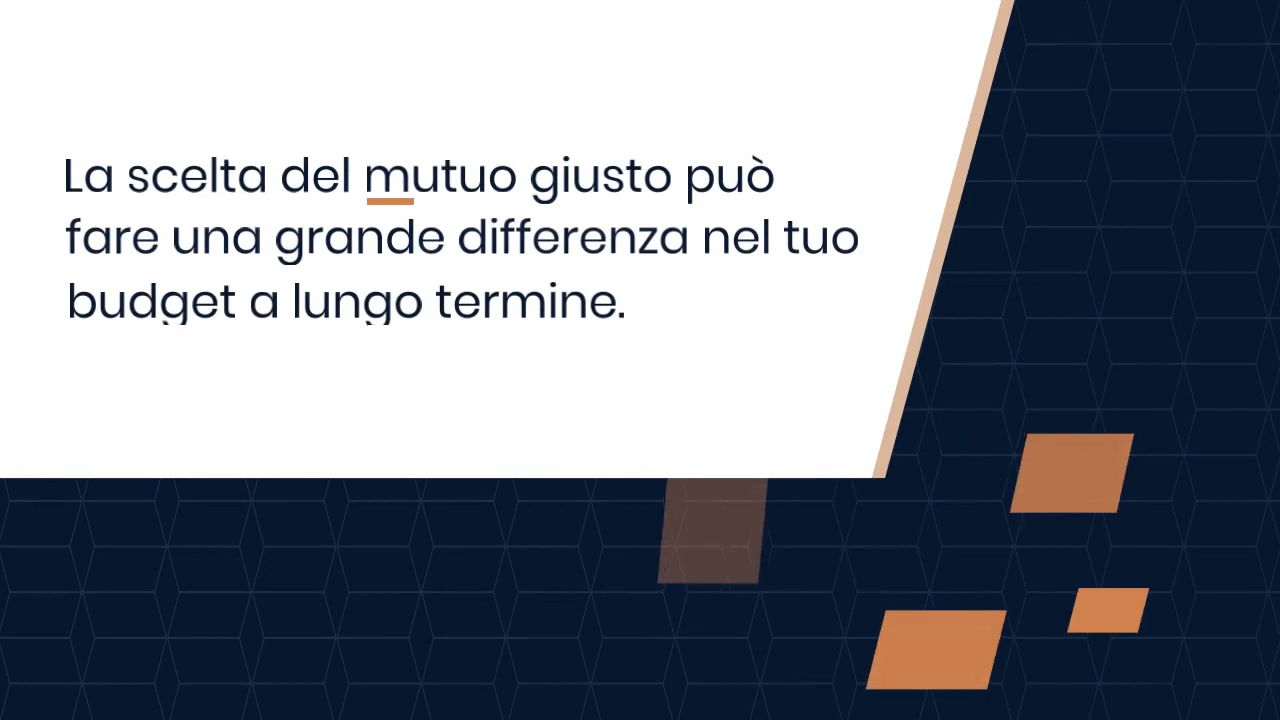 La scelta del mutuo giusto può
fare una grande differenza nel tuo
budget a lungo termine.